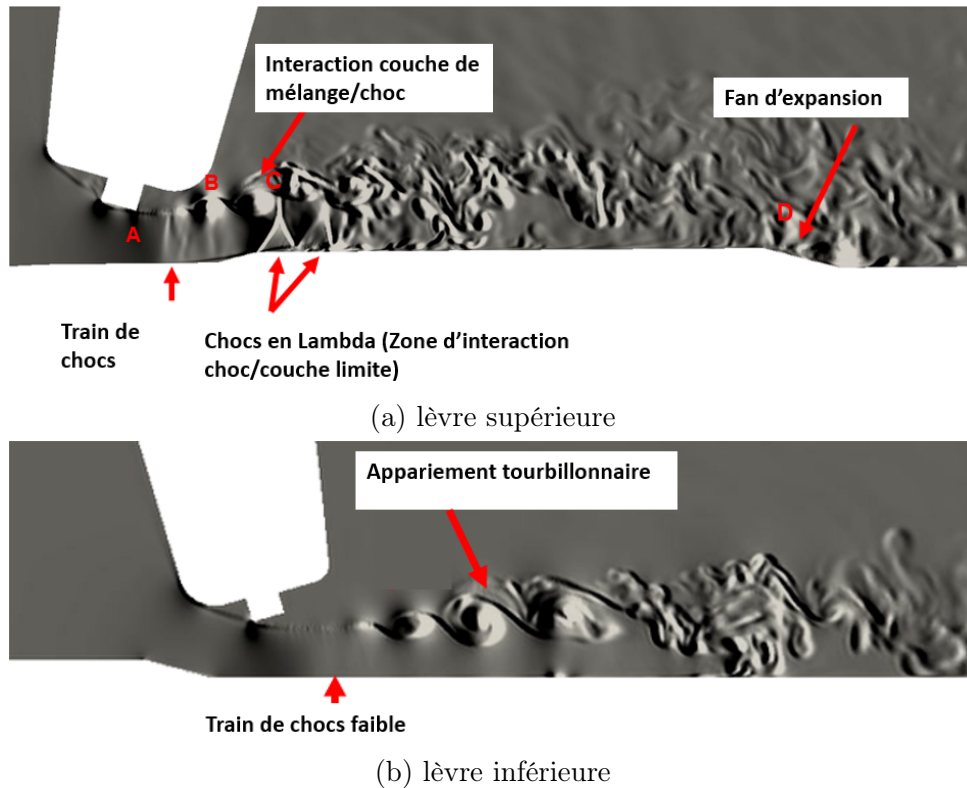 Interaction couche de
mélange/choc
Fan d’expansion
B
C
D
A
Train de
chocs
Chocs en Lambda (Zone d’interaction
choc/couche limite)
(a) lèvre supérieure
Appariement tourbillonnaire
Train de chocs faible
(b) lèvre inférieure